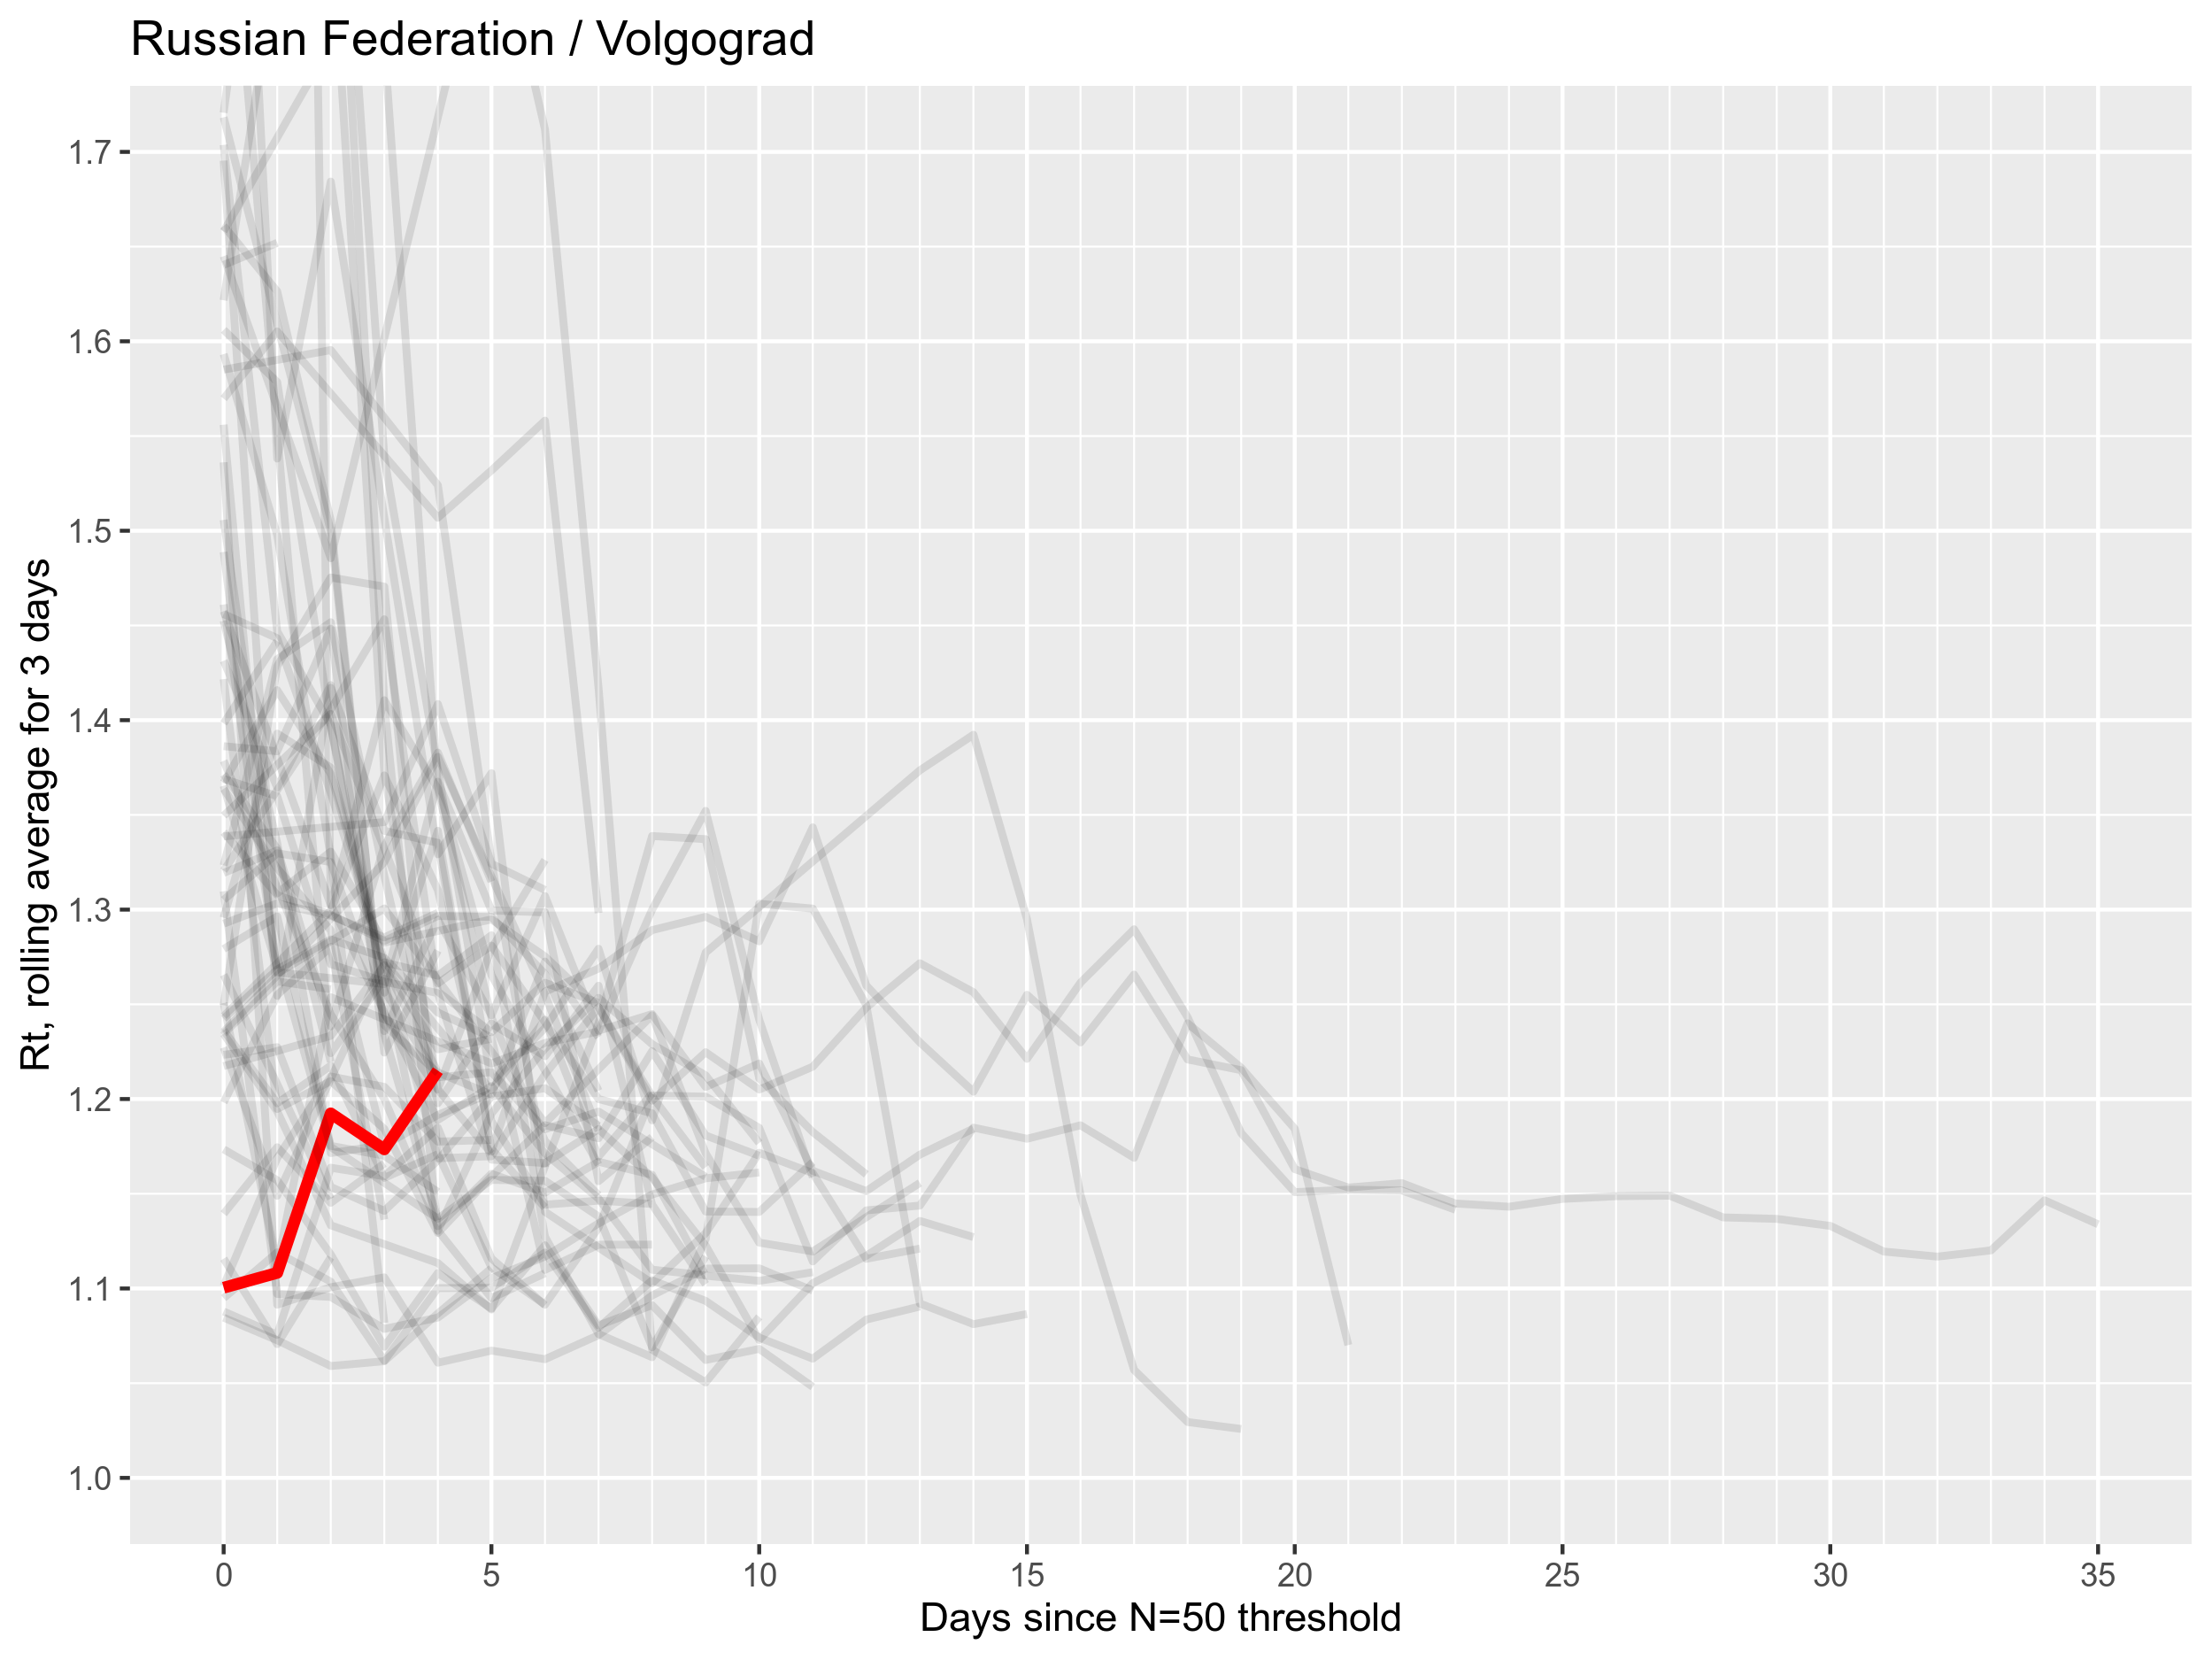 Russian Federation / Volgograd
Rt, rolling average for 3 days
1.7
1.6
1.5
1.4
1.3
1.2
1.1
1.0
0 5 10 15 20 25 30 35
Days since N=50 threshold